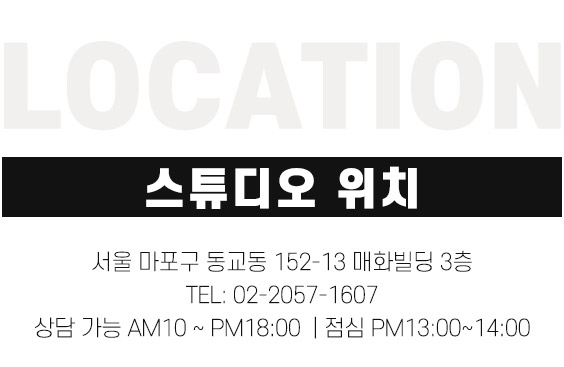 LOCATION
스튜디오 위치
서울 마포구 동교동 152-13 매화빌딩 3층
TEL: 02-2057-1607
상담 가능 AM10 ~ PM18:00 | 점심 PM13:00~14:00